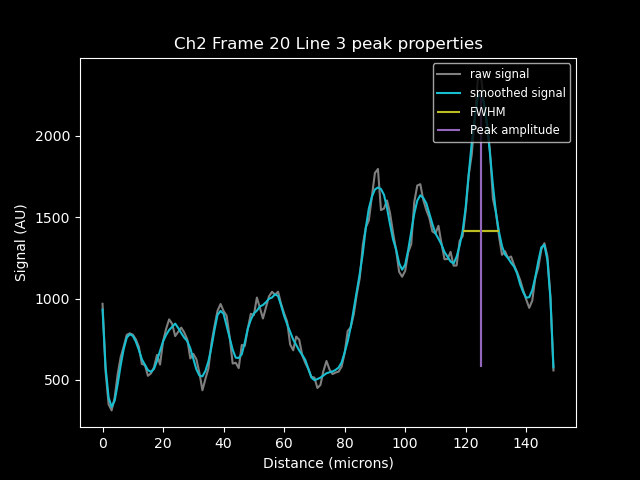 Ch2 Frame 20 Line 3 peak properties
raw signal
smoothed signal
FWHM
Peak amplitude
Signal (AU)
2000
1500
1000
500
0 20 40 60 80 100 120 140
Distance (microns)